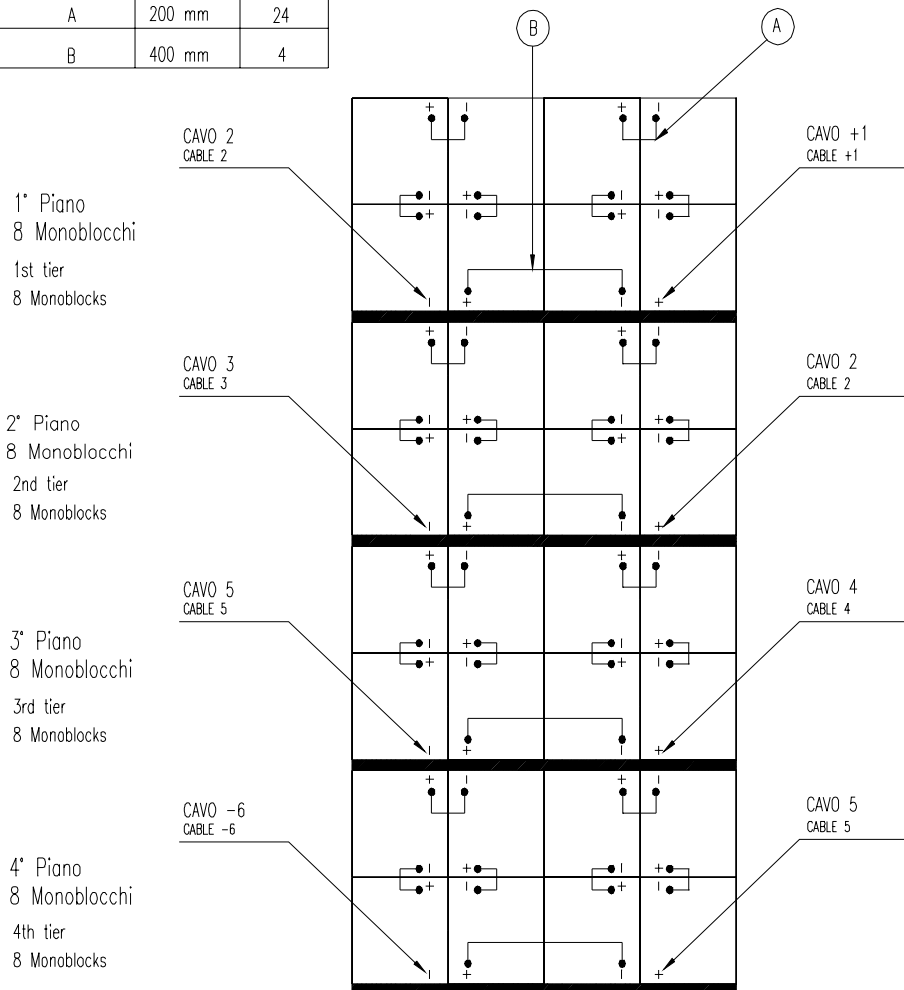 A 200 mm 24
B 400 mm 4
B
A
CAVO 2
CABLE 2
CAVO +1
CABLE +1
1° Piano
8 Monoblocchi
1st tier
8 Monoblocks
+ - + -
- + - +
+ - + -
- + - +
CAVO 3
CABLE 3
CAVO 2
CABLE 2
2° Piano
8 Monoblocchi
2nd tier
8 Monoblocks
+ - + -
- + - +
+ - + -
- + - +
CAVO 5
CABLE 5
CAVO 4
CABLE 4
3° Piano
8 Monoblocchi
3rd tier
8 Monoblocks
+ - + -
- + - +
+ - + -
- + - +
CAVO -6
CABLE -6
CAVO 5
CABLE 5
4° Piano
8 Monoblocchi
4th tier
8 Monoblocks
+ - + -
- + - +
+ - + -
- + - +